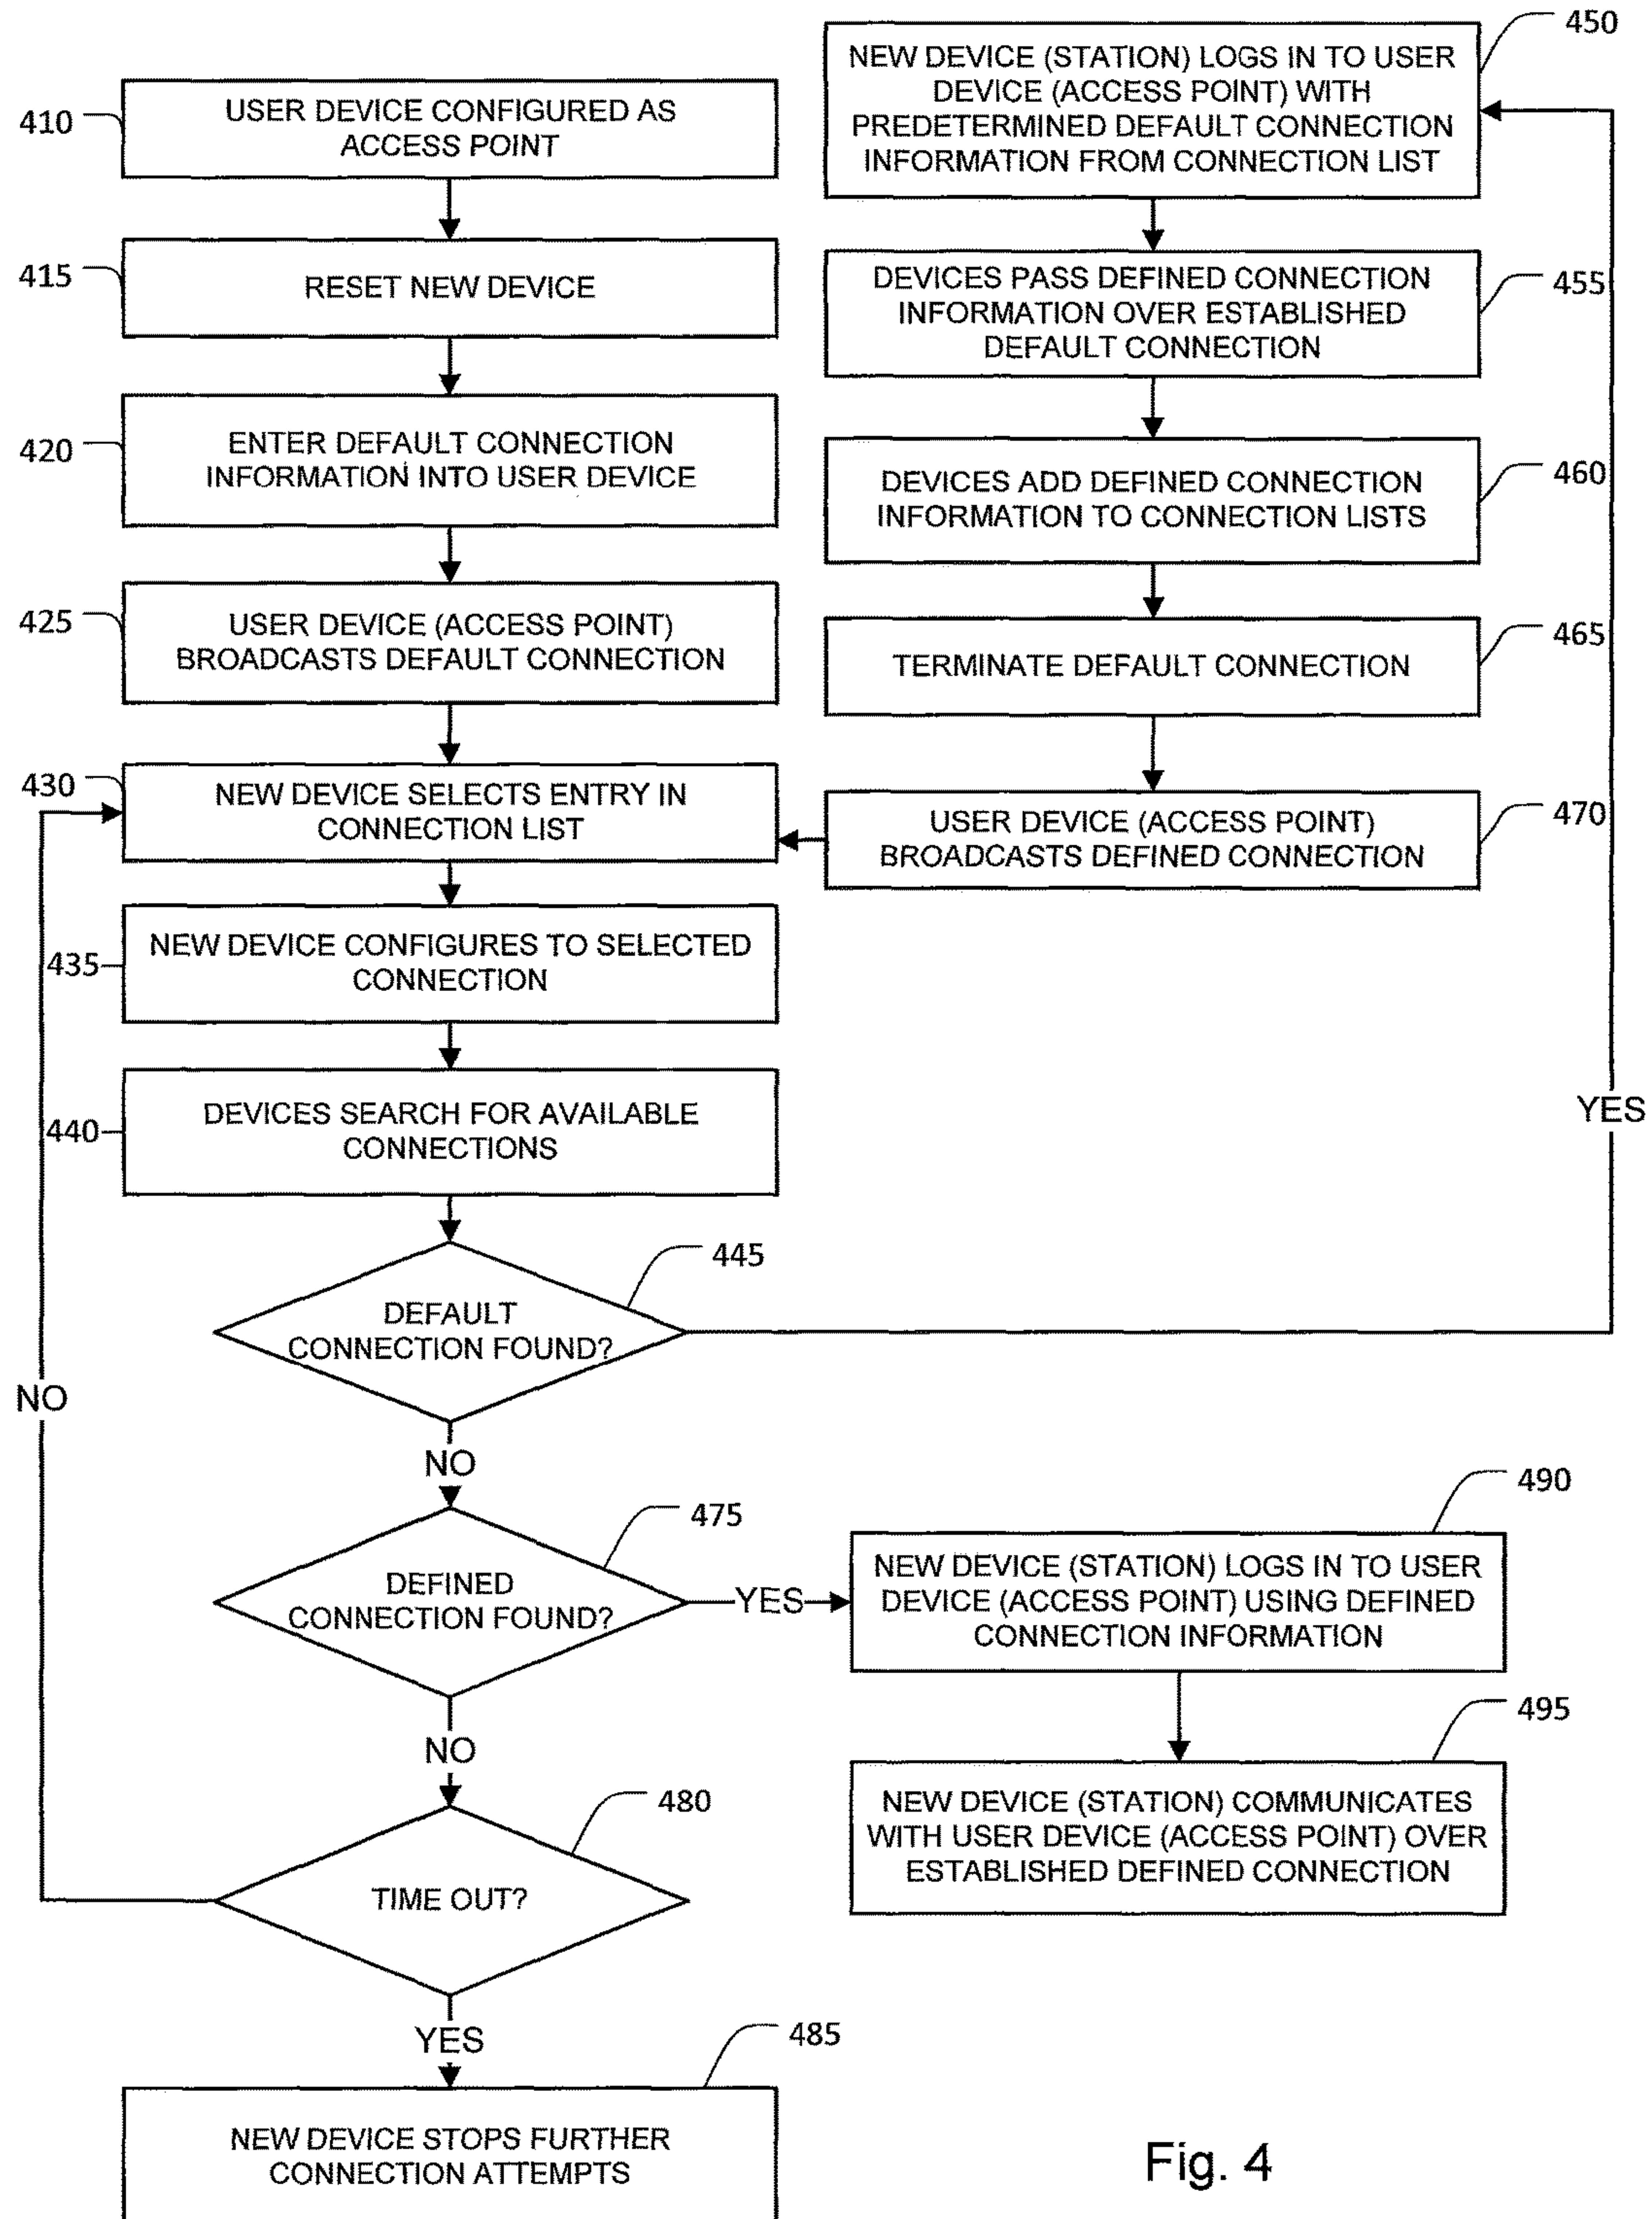 410
USER DEVICE CONFIGURED AS
ACCESS POINT
415
RESET NEW DEVICE
420
ENTER DEFAULT CONNECTION
INFORMATION INTO USER DEVICE
425
USER DEVICE (ACCESS POINT)
BROADCASTS DEFAULT CONNECTION
430
NEW DEVICE SELECTS ENTRY IN
CONNECTION LIST
435
NEW DEVICE CONFIGURES TO SELECTED
CONNECTION
440
DEVICES SEARCH FOR AVAILABLE
CONNECTIONS
445
DEFAULT
CONNECTION FOUND?
YES
NO
450
NEW DEVICE (STATION) LOGS IN TO USER
DEVICE (ACCESS POINT) WITH
PREDETERMINED DEFAULT CONNECTION
INFORMATION FROM CONNECTION LIST
455
DEVICES PASS DEFINED CONNECTION
INFORMATION OVER ESTABLISHED
DEFAULT CONNECTION
460
DEVICES ADD DEFINED CONNECTION
INFORMATION TO CONNECTION LISTS
465
TERMINATE DEFAULT CONNECTION
470
USER DEVICE (ACCESS POINT)
BROADCASTS DEFINED CONNECTION
475
DEFINED
CONNECTION FOUND?
YES
NO
490
NEW DEVICE (STATION) LOGS IN TO USER
DEVICE (ACCESS POINT) USING DEFINED
CONNECTION INFORMATION
495
NEW DEVICE (STATION) COMMUNICATES
WITH USER DEVICE (ACCESS POINT) OVER
ESTABLISHED DEFINED CONNECTION
480
TIME OUT?
NO
YES
485
NEW DEVICE STOPS FURTHER
CONNECTION ATTEMPTS
Fig. 4